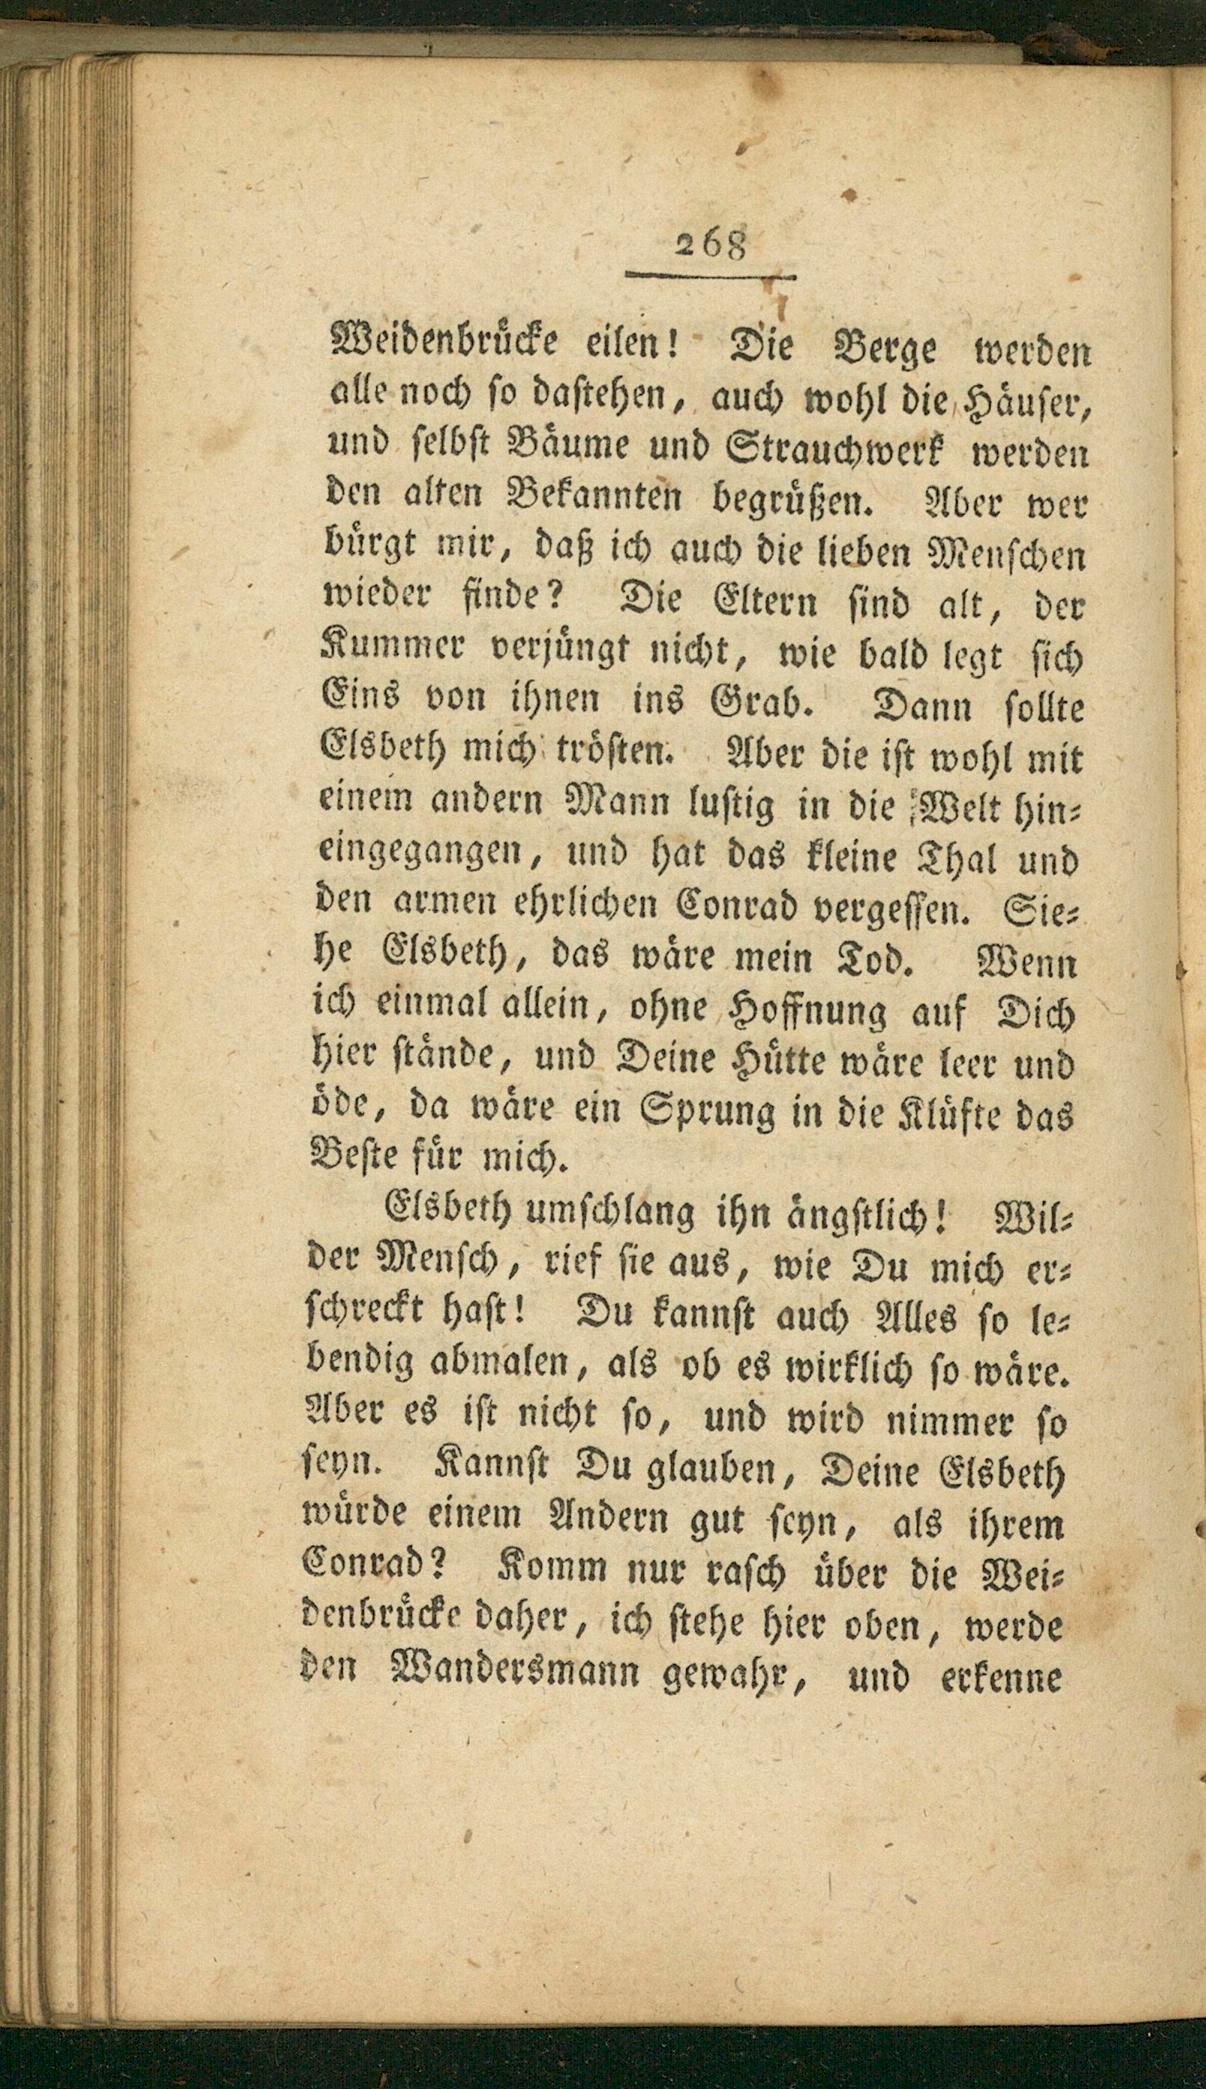 268
Weidenbrücke eilen! Die Berge werden
alle noch so dastehen, auch wohl die Häuser,
und selbst Bäume und Strauchwerk werden
den alten Bekannten begrüßen. Aber wer
bürgt mir, daß ich auch die lieben Menschen
wieder finde? Die Eltern sind alt, der
Kummer verjüngt nicht, wie bald legt sich
Eins von ihnen ins Grab. Dann sollte
Elsbeth mich trösten. Aber die ist wohl mit
einem andern Mann lustig in die Welt hin⸗
eingegangen, und hat das kleine Thal und
den armen ehrlichen Conrad vergessen. Sie⸗
he Elsbeth, das wäre mein Tod. Wenn
ich einmal allein, ohne Hoffnung auf Dich
hier stände, und Deine Hütte wäre leer und
öde, da wäre ein Sprung in die Klüfte das
Beste für mich.
Elsbeth umschlang ihn ängstlich! Wil⸗
der Mensch, rief sie aus, wie Du mich er⸗
schreckt hast! Du kannst auch Alles so le⸗
bendig abmalen, als ob es wirklich so wäre.
Aber es ist nicht so, und wird nimmer so
seyn. Kannst Du glauben, Deine Elsbeth
würde einem Andern gut seyn, als ihrem
Conrad? Komm nur rasch über die Wei⸗
denbrücke daher, ich stehe hier oben, werde
den Wandersmann gewahr, und erkenne